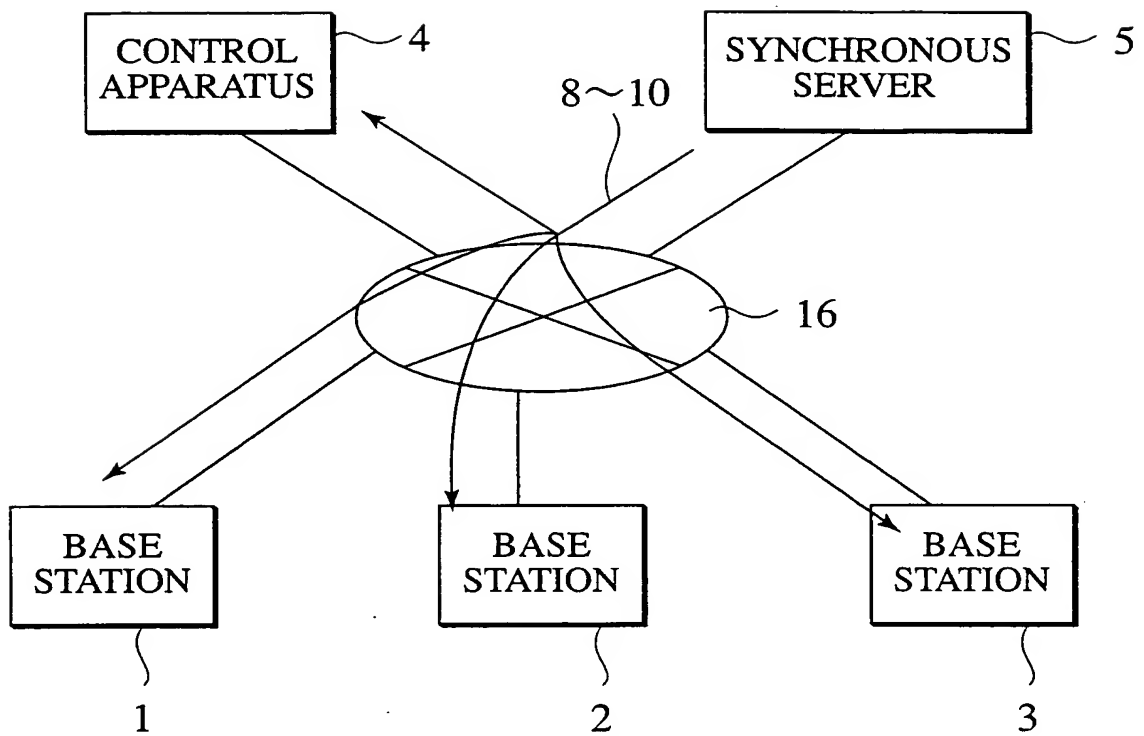 CONTROL
APPARATUS
4
SYNCHRONOUS
SERVER
5
8~10
16
BASE
STATION
1
BASE
STATION
2
BASE
STATION
3